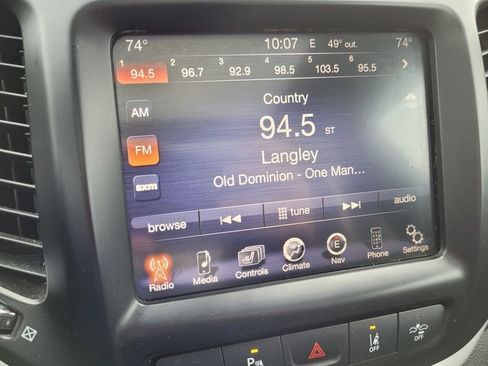 74° 10:07 E 49° out. 74°
1 2 3 4 5 6
94.5 96.7 92.9 98.5 103.5 95.5
Country
AM
94.5 ST
FM
Langley
sxm
Old Dominion - One Man...
browse tune audio
Radio Media Controls Climate Nav Phone Settings
E
P OFF OFF